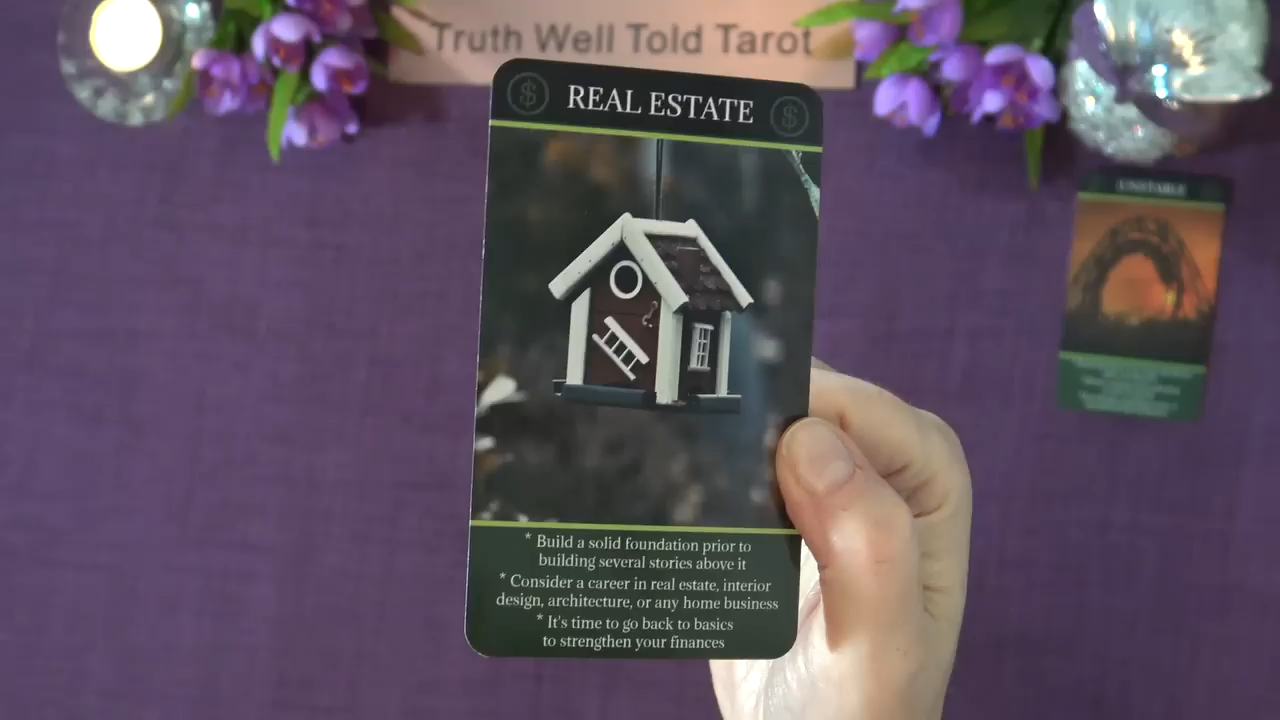 Truth Well Told Tarot
$ REAL ESTATE $
* Build a solid foundation prior to
building several stories above it
* Consider a career in real estate, interior
design, architecture, or any home business
* It's time to go back to basics
to strengthen your finances
UNSTABLE